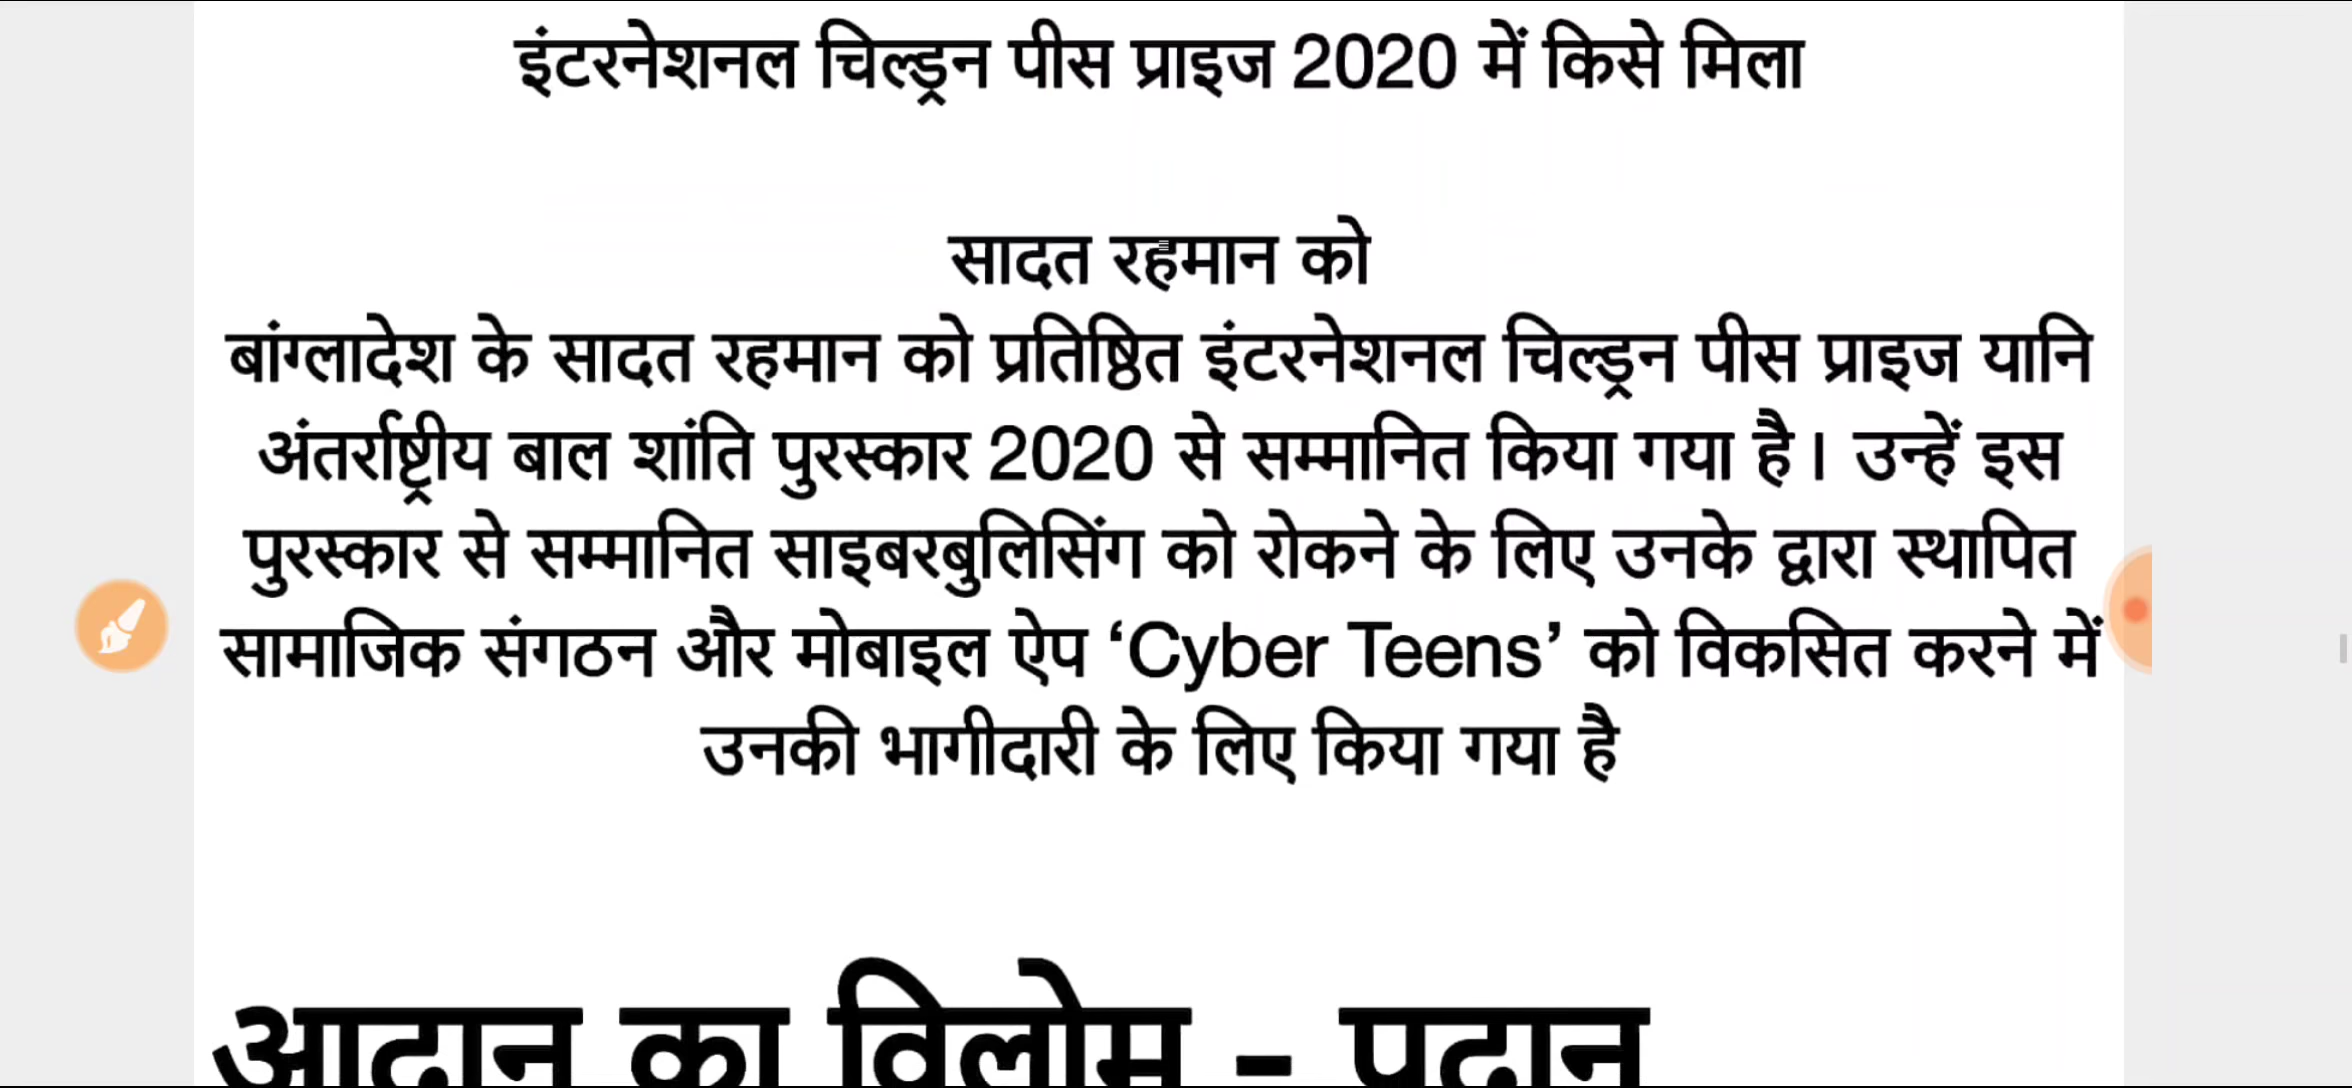 इंटरनेशनल चिल्ड्रन पीस प्राइज 2020 में किसे मिला
सादत रहमान को
बांग्लादेश के सादत रहमान को प्रतिष्ठित इंटरनेशनल चिल्ड्रन पीस प्राइज यानि
अंतर्राष्ट्रीय बाल शांति पुरस्कार 2020 से सम्मानित किया गया है। उन्हें इस
पुरस्कार से सम्मानित साइबरबुलिसिंग को रोकने के लिए उनके द्वारा स्थापित
सामाजिक संगठन और मोबाइल ऐप ‘Cyber Teens’ को विकसित करने में
उनकी भागीदारी के लिए किया गया है
आदान का विलोम - प्रदान